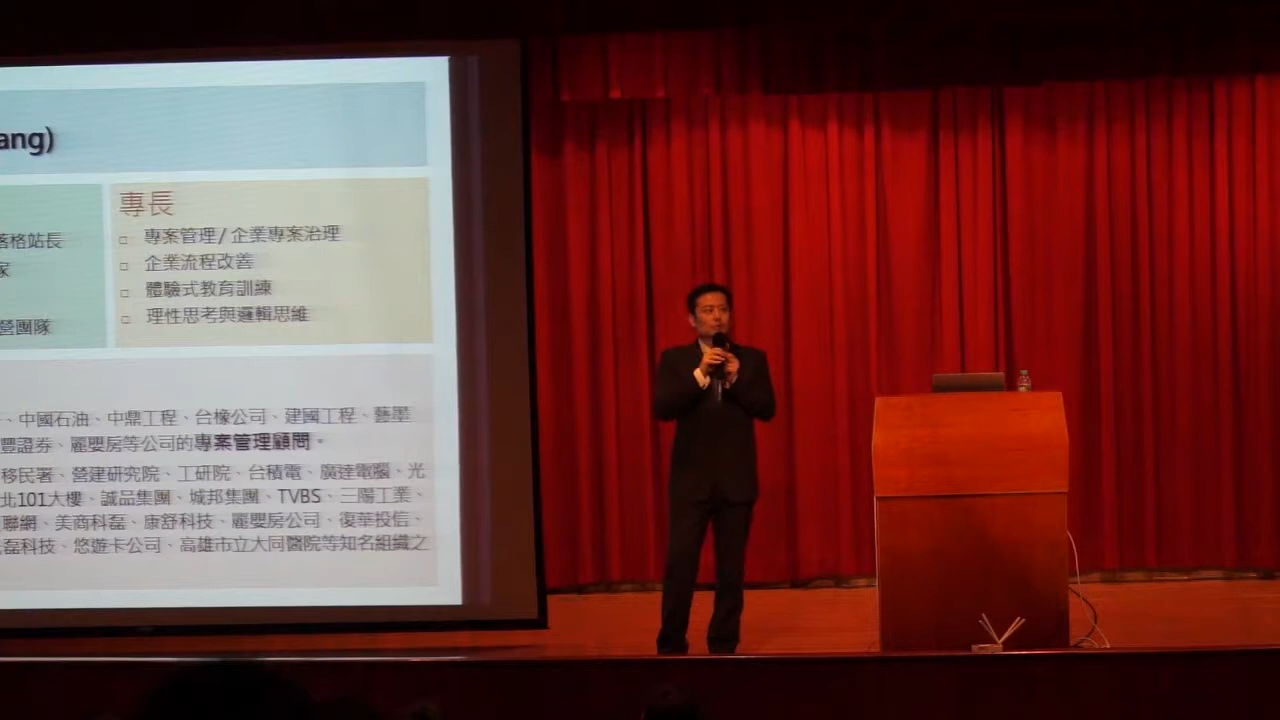 ang)
落格站長
家
營團隊
專長
□ 專案管理/企業專案治理
□ 企業流程改善
□ 體驗式教育訓練
□ 理性思考與邏輯思維
、中國石油、中鼎工程、台橡公司、建國工程、藝墨
豐證券、麗嬰房等公司的專案管理顧問。
移民署、營建研究院、工研院、台積電、廣達電腦、光
北101大樓、誠品集團、城邦集團、TVBS、三陽工業、
聯網、美商科磊、康舒科技、麗嬰房公司、復華投信、
磊科技、悠遊卡公司、高雄市立大同醫院等知名組織之